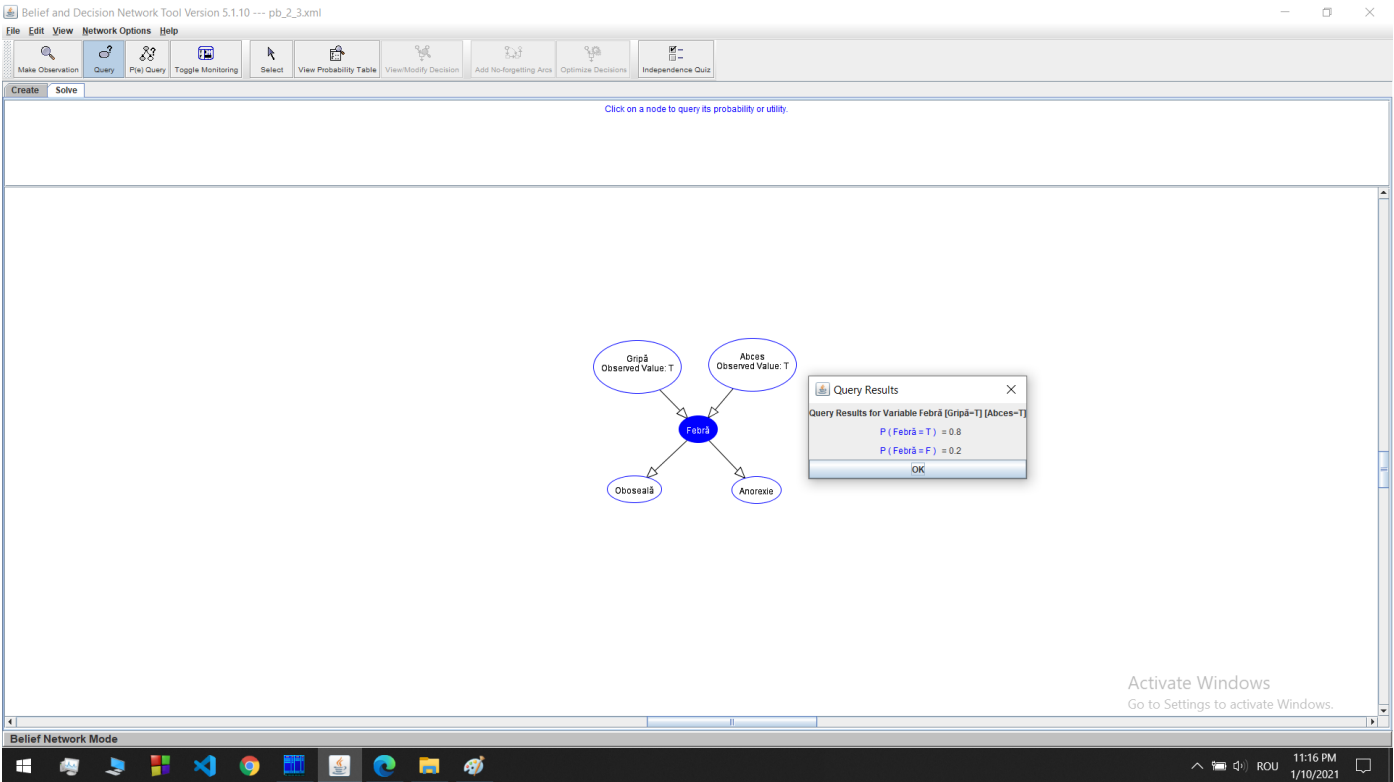 Belief and Decision Network Tool Version 5.1.10 --- pb_2_3.xml
File Edit View Network Options Help
Make Observation Query P(e) Query Toggle Monitoring Select View Probability Table View/Modify Decision Add No-forgetting Arcs Optimize Decisions Independence Quiz
Create Solve
Click on a node to query its probability or utility.
Gripă
Observed Value: T
Abces
Observed Value: T
Febră
Oboseală
Anorexie
Query Results
Query Results for Variable Febră [Gripă=T] [Abces=T]
P ( Febră = T ) = 0.8
P ( Febră = F ) = 0.2
OK
Activate Windows
Go to Settings to activate Windows.
Belief Network Mode
ROU
11:16 PM
1/10/2021